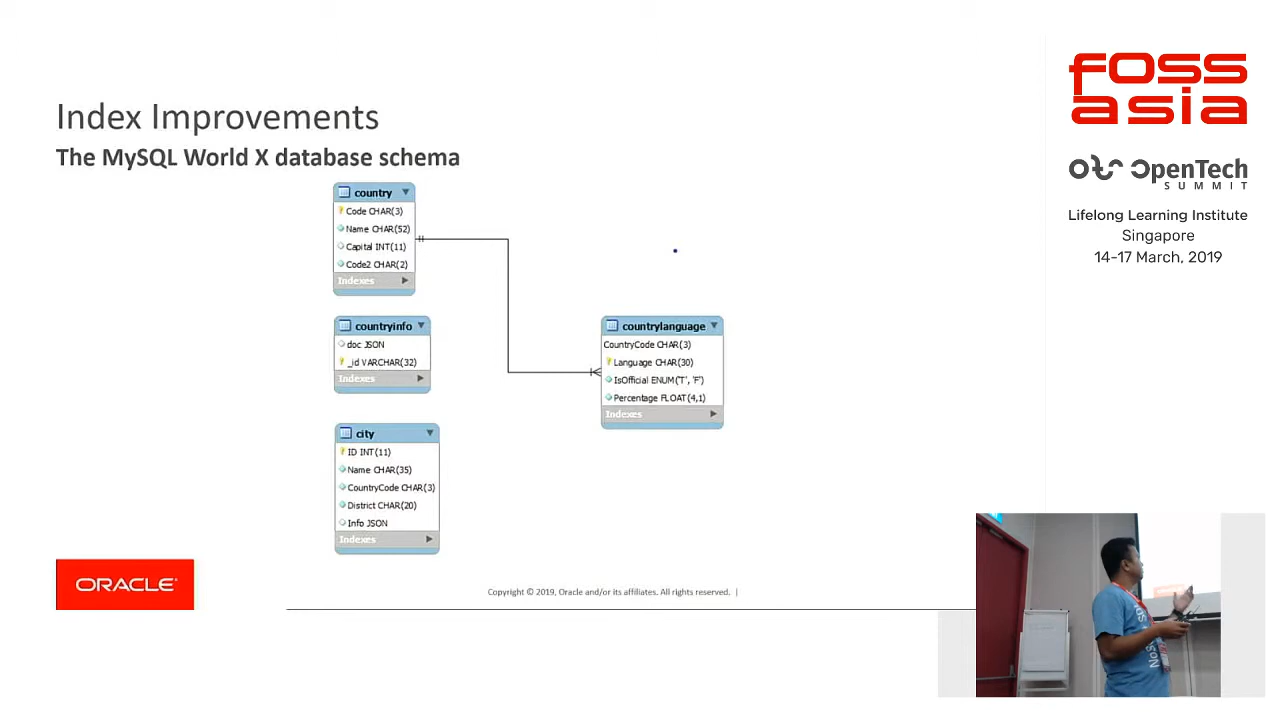 Index Improvements
The MySQL World X database schema
country
Code CHAR(3)
Name CHAR(52)
Capital INT(11)
Code2 CHAR(2)
Indexes
countryinfo
doc JSON
_id VARCHAR(32)
Indexes
city
ID INT(11)
Name CHAR(35)
CountryCode CHAR(3)
District CHAR(20)
Info JSON
Indexes
countrylanguage
CountryCode CHAR(3)
Language CHAR(30)
IsOfficial ENUM('T', 'F')
Percentage FLOAT(4,1)
Indexes
ORACLE
Copyright © 2019, Oracle and/or its affiliates. All rights reserved. |
FOSS
asia
OpenTech
SUMMIT
Lifelong Learning Institute
Singapore
14-17 March, 2019